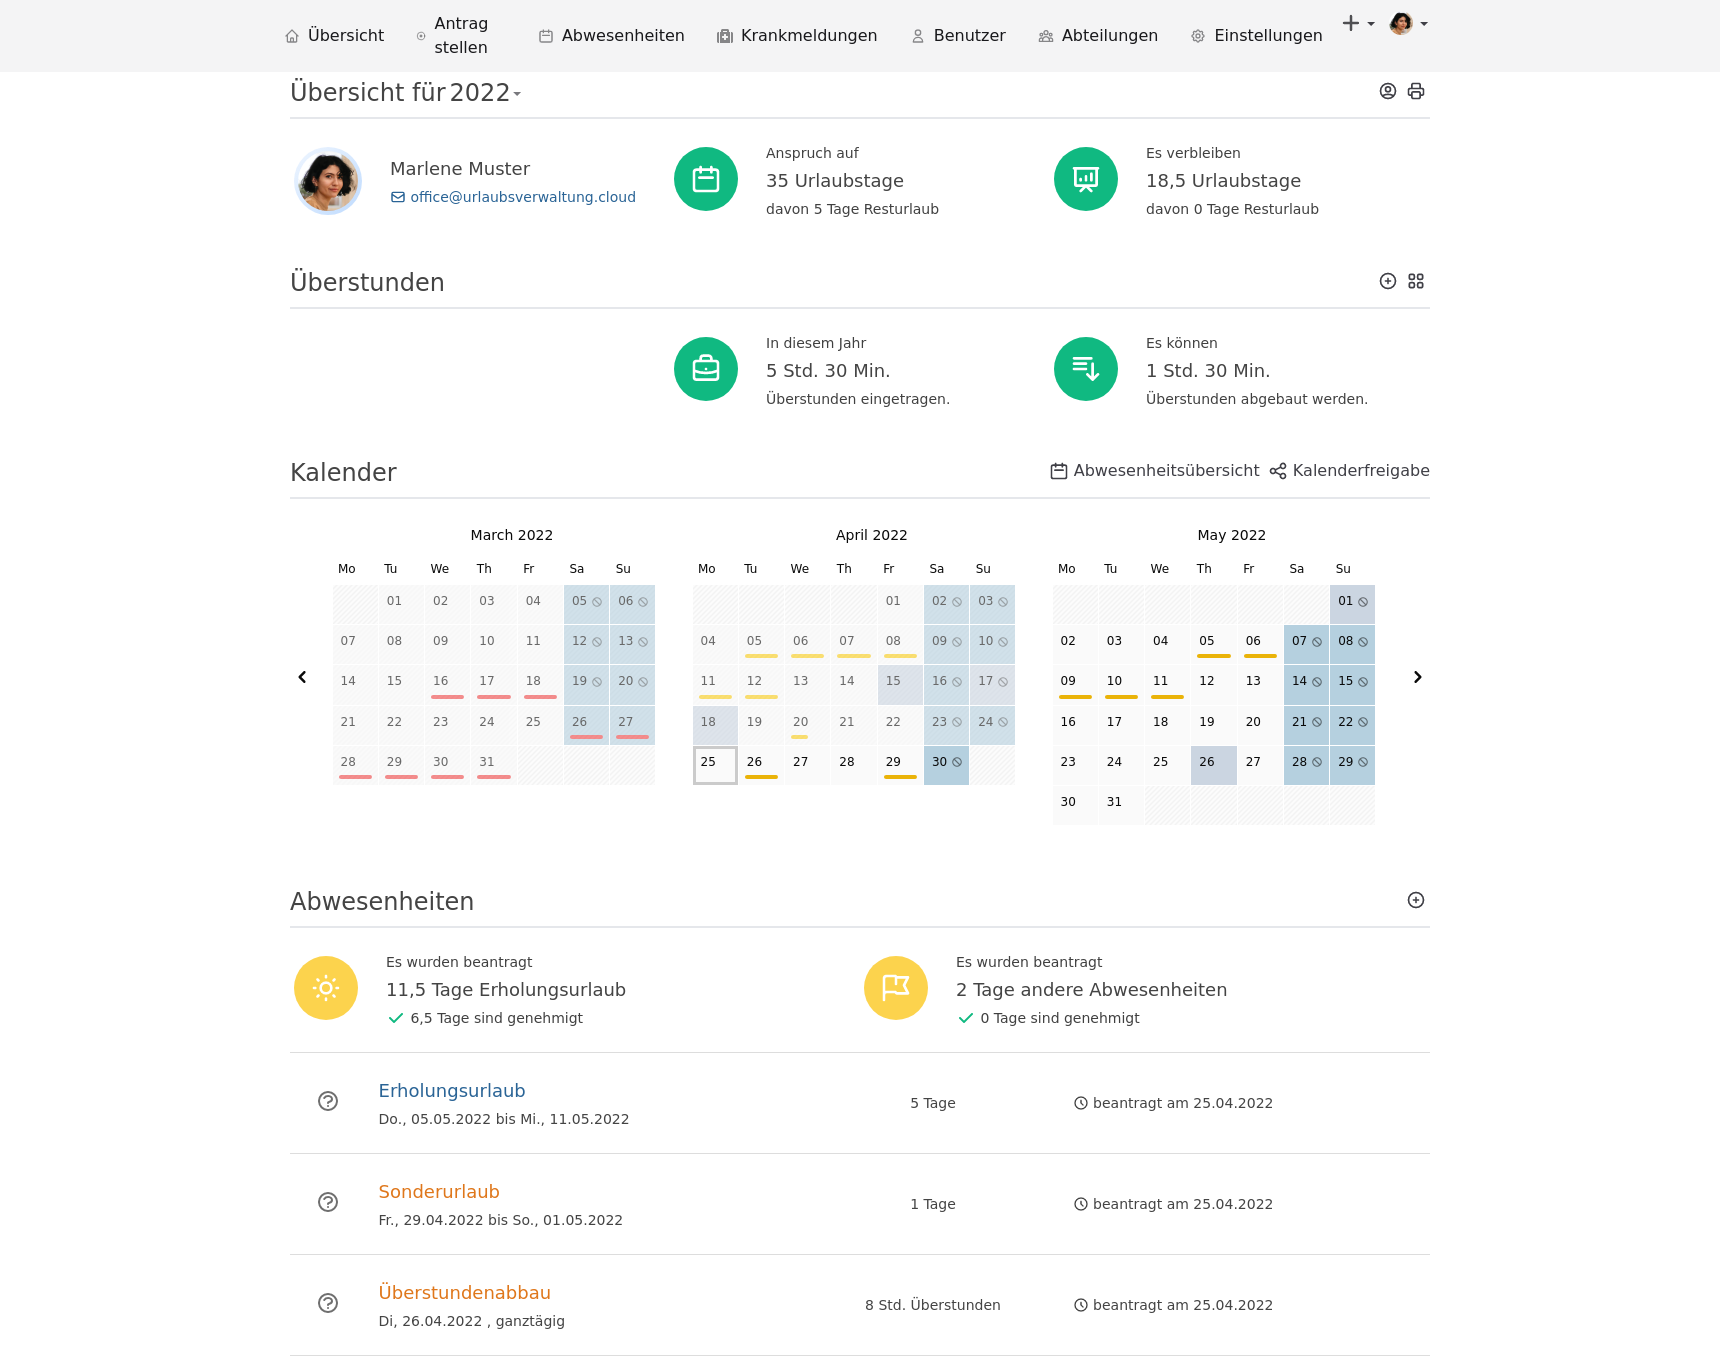 Übersicht
Antrag stellen
Abwesenheiten
Krankmeldungen
Benutzer
Abteilungen
Einstellungen
Übersicht für 2022
Marlene Muster
office@urlaubsverwaltung.cloud
Anspruch auf
35 Urlaubstage
davon 5 Tage Resturlaub
Es verbleiben
18,5 Urlaubstage
davon 0 Tage Resturlaub
Überstunden
In diesem Jahr
5 Std. 30 Min.
Überstunden eingetragen.
Es können
1 Std. 30 Min.
Überstunden abgebaut werden.
Kalender
Abwesenheitsübersicht
Kalenderfreigabe
March 2022
Mo Tu We Th Fr Sa Su
01 02 03 04 05 06
07 08 09 10 11 12 13
14 15 16 17 18 19 20
21 22 23 24 25 26 27
28 29 30 31
April 2022
Mo Tu We Th Fr Sa Su
01 02 03
04 05 06 07 08 09 10
11 12 13 14 15 16 17
18 19 20 21 22 23 24
25 26 27 28 29 30
May 2022
Mo Tu We Th Fr Sa Su
01
02 03 04 05 06 07 08
09 10 11 12 13 14 15
16 17 18 19 20 21 22
23 24 25 26 27 28 29
30 31
Abwesenheiten
Es wurden beantragt
11,5 Tage Erholungsurlaub
6,5 Tage sind genehmigt
Es wurden beantragt
2 Tage andere Abwesenheiten
0 Tage sind genehmigt
Erholungsurlaub
Do., 05.05.2022 bis Mi., 11.05.2022
5 Tage
beantragt am 25.04.2022
Sonderurlaub
Fr., 29.04.2022 bis So., 01.05.2022
1 Tage
beantragt am 25.04.2022
Überstundenabbau
Di, 26.04.2022 , ganztägig
8 Std. Überstunden
beantragt am 25.04.2022